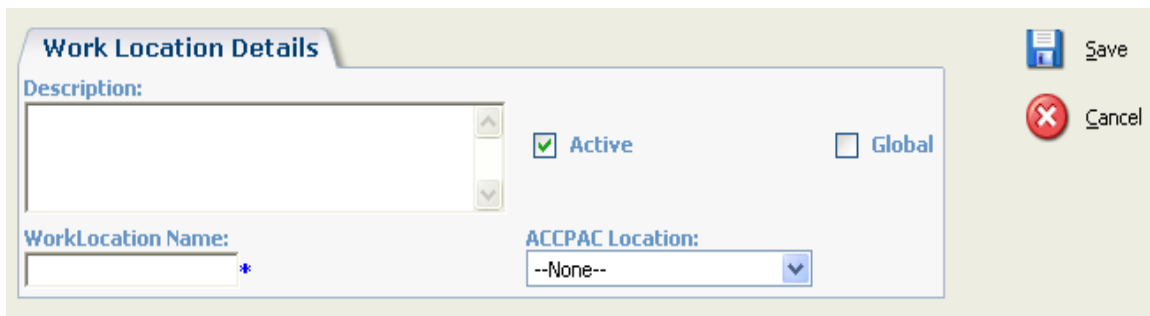 Work Location Details
Save
Description:
Cancel
Active
Global
WorkLocation Name:
ACCPAC Location:
*
--None--